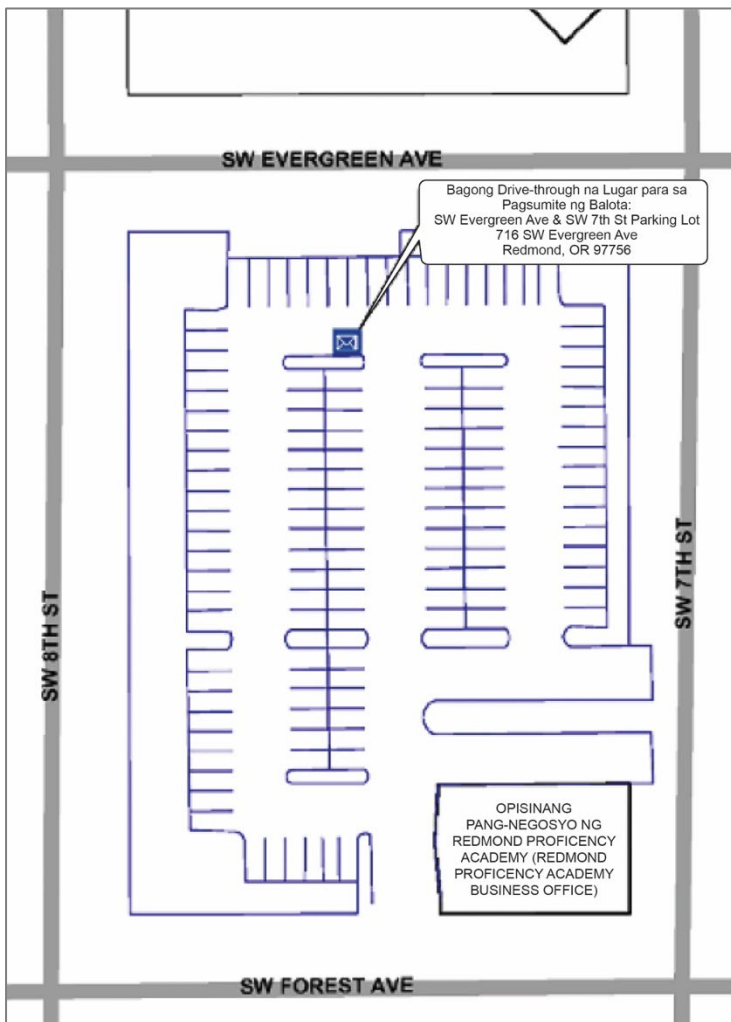 SW EVERGREEN AVE
Bagong Drive-through na Lugar para sa
Pagsumite ng Balota:
SW Evergreen Ave & SW 7th St Parking Lot
716 SW Evergreen Ave
Redmond, OR 97756
SW 8TH ST
SW 7TH ST
OPISINANG
PANG-NEGOSYO NG
REDMOND PROFICENCY
ACADEMY (REDMOND
PROFICENCY ACADEMY
BUSINESS OFFICE)
SW FOREST AVE